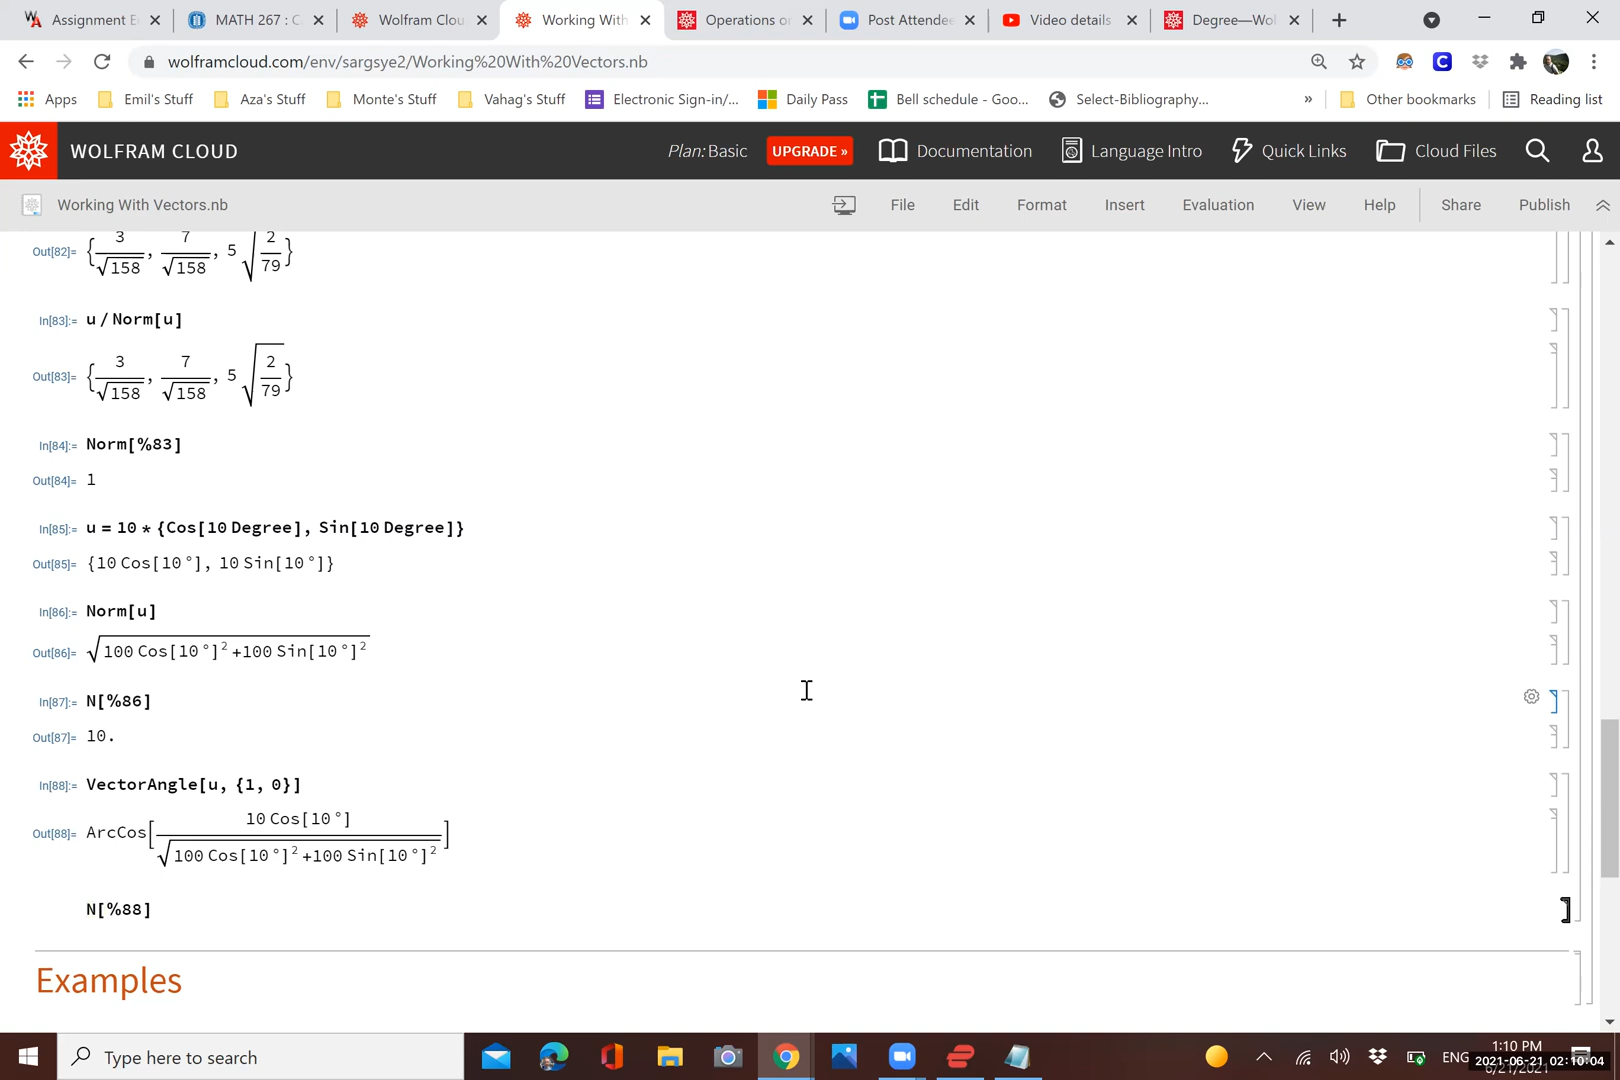 Assignment E
MATH 267 : C
Wolfram Clou
Working With
Operations or
Post Attendee
Video details
Degree—Wol
wolframcloud.com/env/sargsye2/Working%20With%20Vectors.nb
Apps
Emil's Stuff
Aza's Stuff
Monte's Stuff
Vahag's Stuff
Electronic Sign-in/...
Daily Pass
Bell schedule - Goo...
Select-Bibliography...
»
Other bookmarks
Reading list
WOLFRAM CLOUD
Plan: Basic
UPGRADE »
Documentation
Language Intro
Quick Links
Cloud Files
Working With Vectors.nb
File
Edit
Format
Insert
Evaluation
View
Help
Share
Publish
Out[82]= {3/√158, 7/√158, 5 √(2/79)}
In[83]:= u / Norm[u]
Out[83]= {3/√158, 7/√158, 5 √(2/79)}
In[84]:= Norm[%83]
Out[84]= 1
In[85]:= u = 10 * {Cos[10 Degree], Sin[10 Degree]}
Out[85]= {10 Cos[10 °], 10 Sin[10 °]}
In[86]:= Norm[u]
Out[86]= √(100 Cos[10 °]² +100 Sin[10 °]²)
In[87]:= N[%86]
Out[87]= 10.
In[88]:= VectorAngle[u, {1, 0}]
Out[88]= ArcCos[10 Cos[10 °]/√(100 Cos[10 °]² +100 Sin[10 °]²)]
N[%88]
Examples
Type here to search
ENG
1:10 PM
2021-06-21 02:10:04